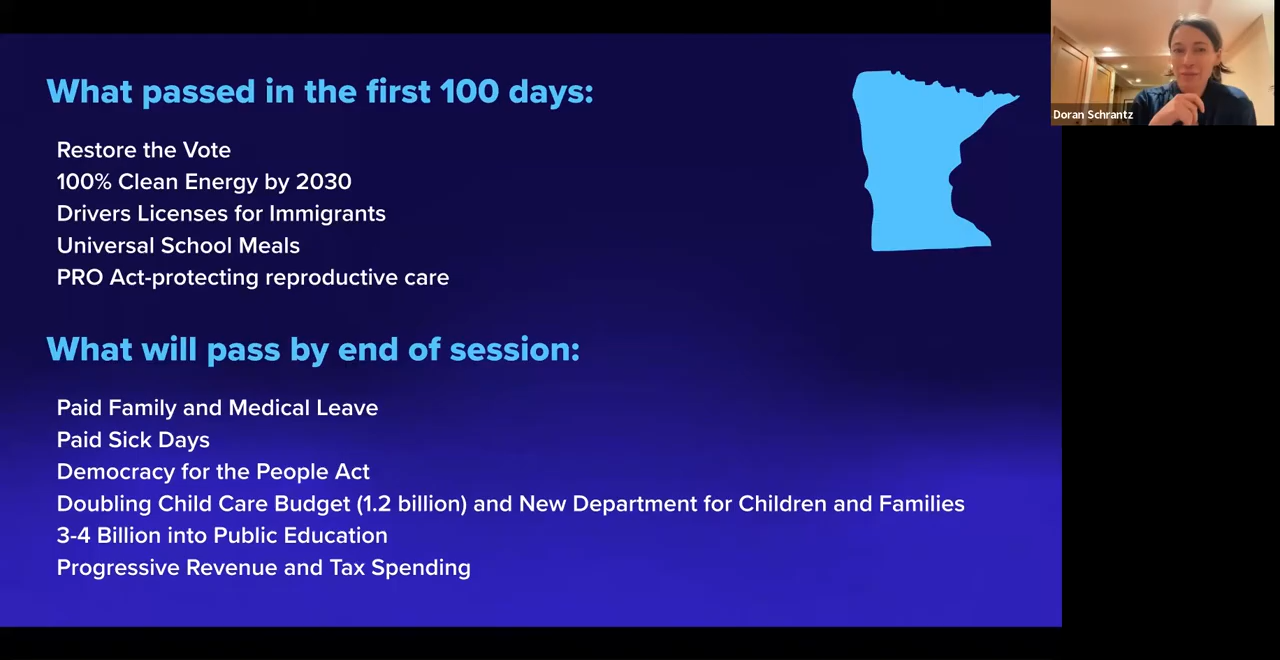 What passed in the first 100 days:
Restore the Vote
100% Clean Energy by 2030
Drivers Licenses for Immigrants
Universal School Meals
PRO Act-protecting reproductive care
What will pass by end of session:
Paid Family and Medical Leave
Paid Sick Days
Democracy for the People Act
Doubling Child Care Budget (1.2 billion) and New Department for Children and Families
3-4 Billion into Public Education
Progressive Revenue and Tax Spending
Doran Schrantz